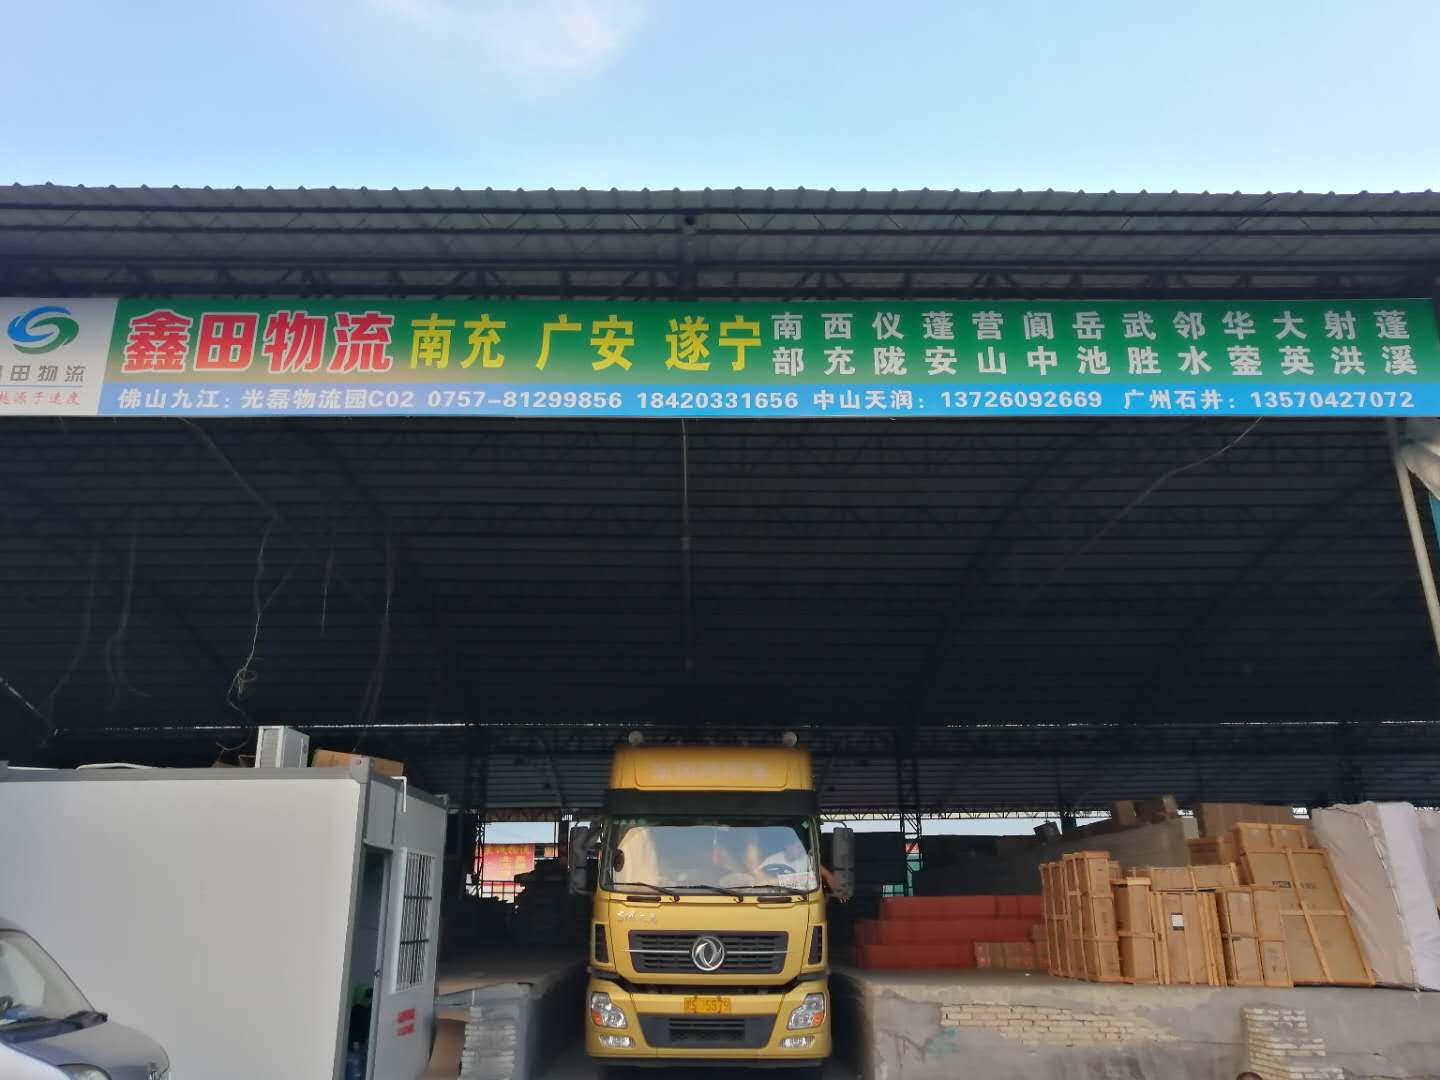 鑫田物流 南充 广安 遂宁
南 西 仪 蓬 营 阆 岳 武 邻 华 大 射 蓬
部 充 陇 安 山 中 池 胜 水 蓥 英 洪 溪
田物流
佛山九江：光磊物流园C02 0757-81299856 18420331656 中山天润：13726092669 广州石井：13570427072